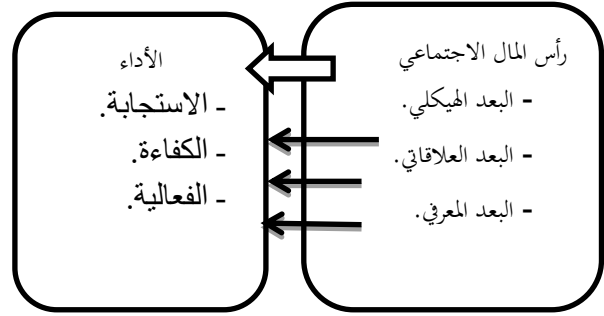 رأس المال الاجتماعي
- البعد الهيكلي.
- البعد العلاقاتي.
- البعد المعرفي.
الأداء
- الاستجابة.
- الكفاءة.
- الفعالية.